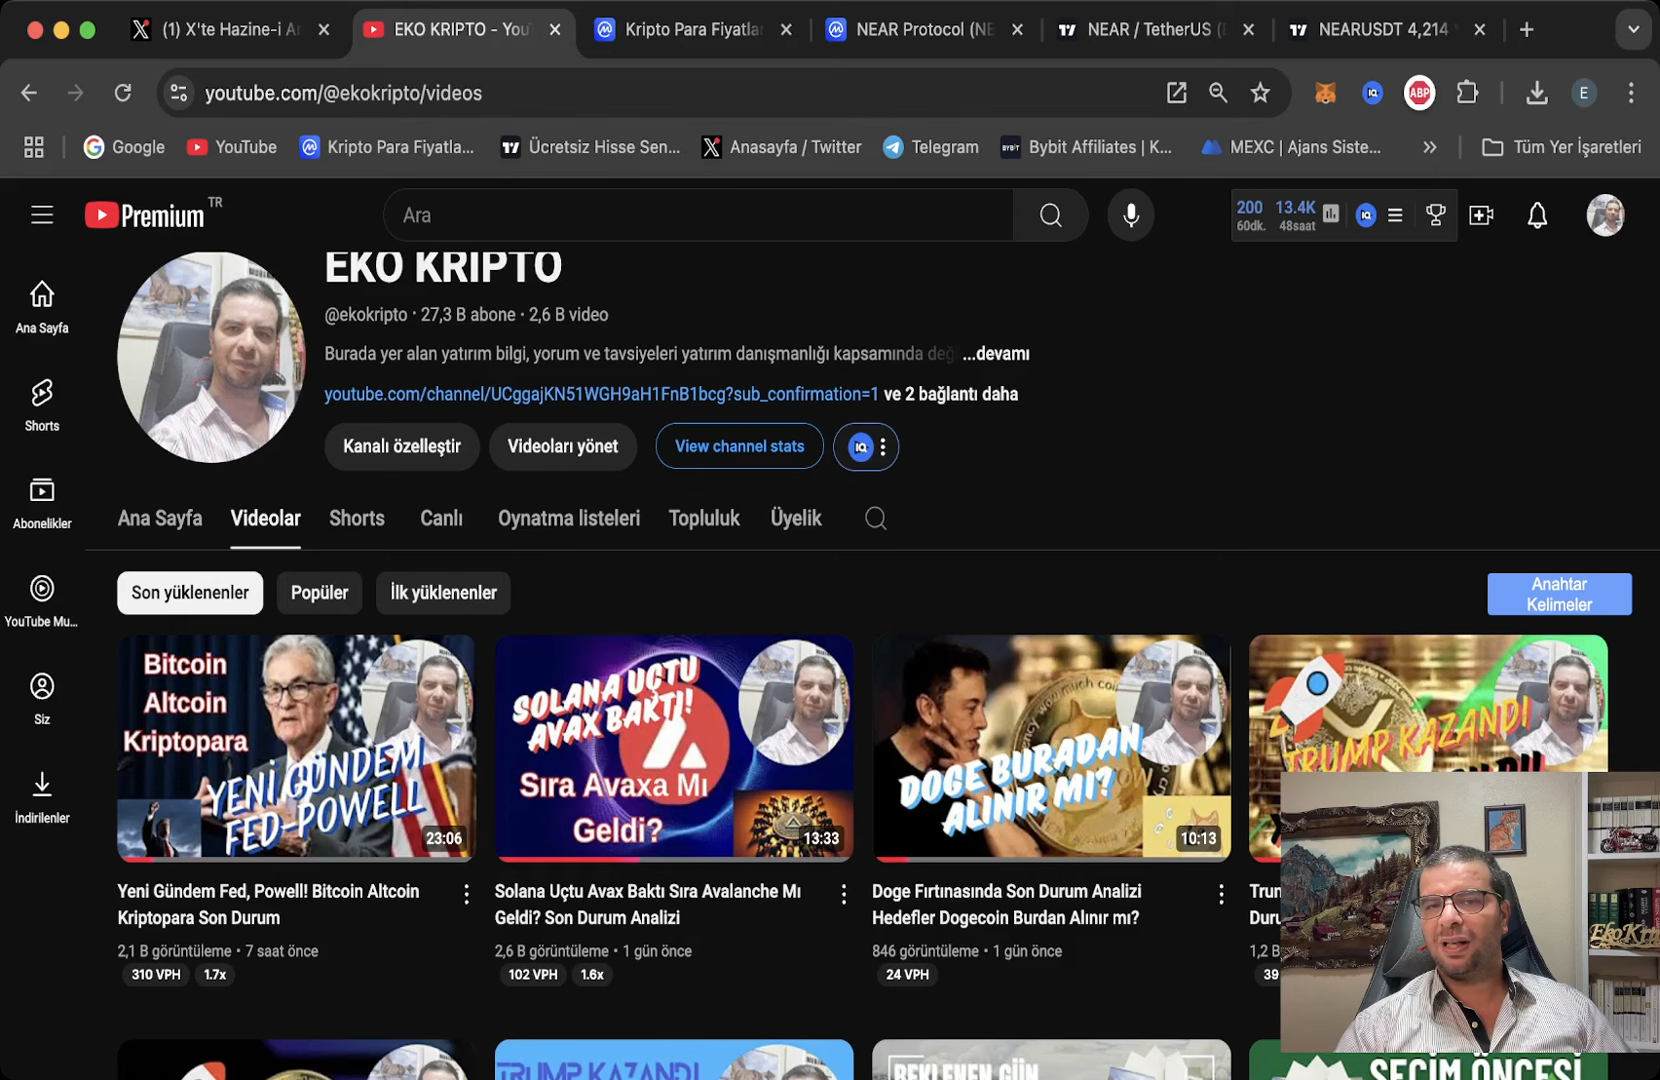 (1) X'te Hazine-i A
EKO KRIPTO - You
Kripto Para Fiyatlar
NEAR Protocol (NE
NEAR / TetherUS (
NEARUSDT 4,214
youtube.com/@ekokripto/videos
ABP
E
Google
YouTube
Kripto Para Fiyatla...
Ücretsiz Hisse Sen...
Anasayfa / Twitter
Telegram
Bybit Affiliates | K...
MEXC | Ajans Siste...
Tüm Yer İşaretleri
Premium TR
Ara
200 13.4K
60dk. 48saat
EKO KRIPTO
@ekokripto · 27,3 B abone · 2,6 B video
Burada yer alan yatırım bilgi, yorum ve tavsiyeleri yatırım danışmanlığı kapsamında değ ...devamı
youtube.com/channel/UCggajKN51WGH9aH1FnB1bcg?sub_confirmation=1 ve 2 bağlantı daha
Kanalı özelleştir
Videoları yönet
View channel stats
Ana Sayfa
Shorts
Abonelikler
YouTube Mu...
Siz
İndirilenler
Ana Sayfa
Videolar
Shorts
Canlı
Oynatma listeleri
Topluluk
Üyelik
Son yüklenenler
Popüler
İlk yüklenenler
Anahtar
Kelimeler
Bitcoin
Altcoin
Kriptopara
YENİ GÜNDEM
FED-POWELL
23:06
SOLANA UÇTU
AVAX BAKTI!
Sıra Avaxa Mı
Geldi?
13:33
DOGE BURADAN
ALINIR MI?
10:13
TRUMP KAZANDI
Yeni Gündem Fed, Powell! Bitcoin Altcoin
Kriptopara Son Durum
2,1 B görüntüleme · 7 saat önce
310 VPH
1.7x
Solana Uçtu Avax Baktı Sıra Avalanche Mı
Geldi? Son Durum Analizi
2,6 B görüntüleme · 1 gün önce
102 VPH
1.6x
Doge Fırtınasında Son Durum Analizi
Hedefler Dogecoin Burdan Alınır mı?
846 görüntüleme · 1 gün önce
24 VPH
Trun
Duru
1,2 B
39
EkoKri
TRUMP KAZANDI
BEKLENEN GÜN
SEÇİM ÖNCESİ